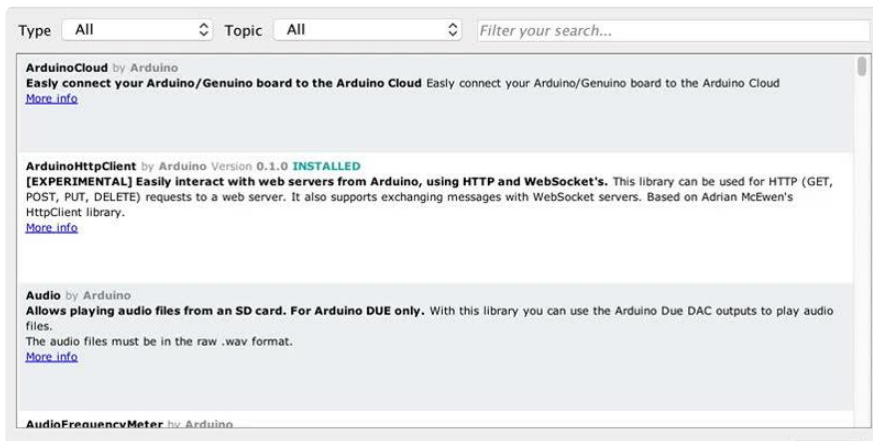 Type All Topic All Filter your search...
ArduinoCloud by Arduino
Easly connect your Arduino/Genuino board to the Arduino Cloud Easly connect your Arduino/Genuino board to the Arduino Cloud
More info
ArduinoHttpClient by Arduino Version 0.1.0 INSTALLED
[EXPERIMENTAL] Easily interact with web servers from Arduino, using HTTP and WebSocket's. This library can be used for HTTP (GET,
POST, PUT, DELETE) requests to a web server. It also supports exchanging messages with WebSocket servers. Based on Adrian McEwen's
HttpClient library.
More info
Audio by Arduino
Allows playing audio files from an SD card. For Arduino DUE only. With this library you can use the Arduino Due DAC outputs to play audio
files.
The audio files must be in the raw .wav format.
More info
AudioFrequencyMeter by Arduino